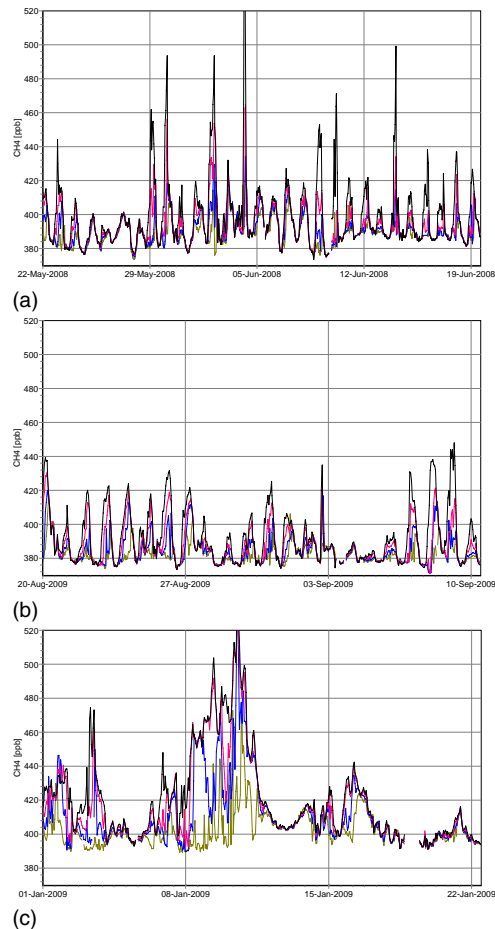 520
500
480
460
440
420
400
380
CH4 [ppb]
22-May-2008
29-May-2008
05-Jun-2008
12-Jun-2008
19-Jun-2008
(a)
520
500
480
460
440
420
400
380
CH4 [ppb]
20-Aug-2009
27-Aug-2009
03-Sep-2009
10-Sep-2009
(b)
520
500
480
460
440
420
400
380
CH4 [ppb]
01-Jan-2009
08-Jan-2009
15-Jan-2009
22-Jan-2009
(c)